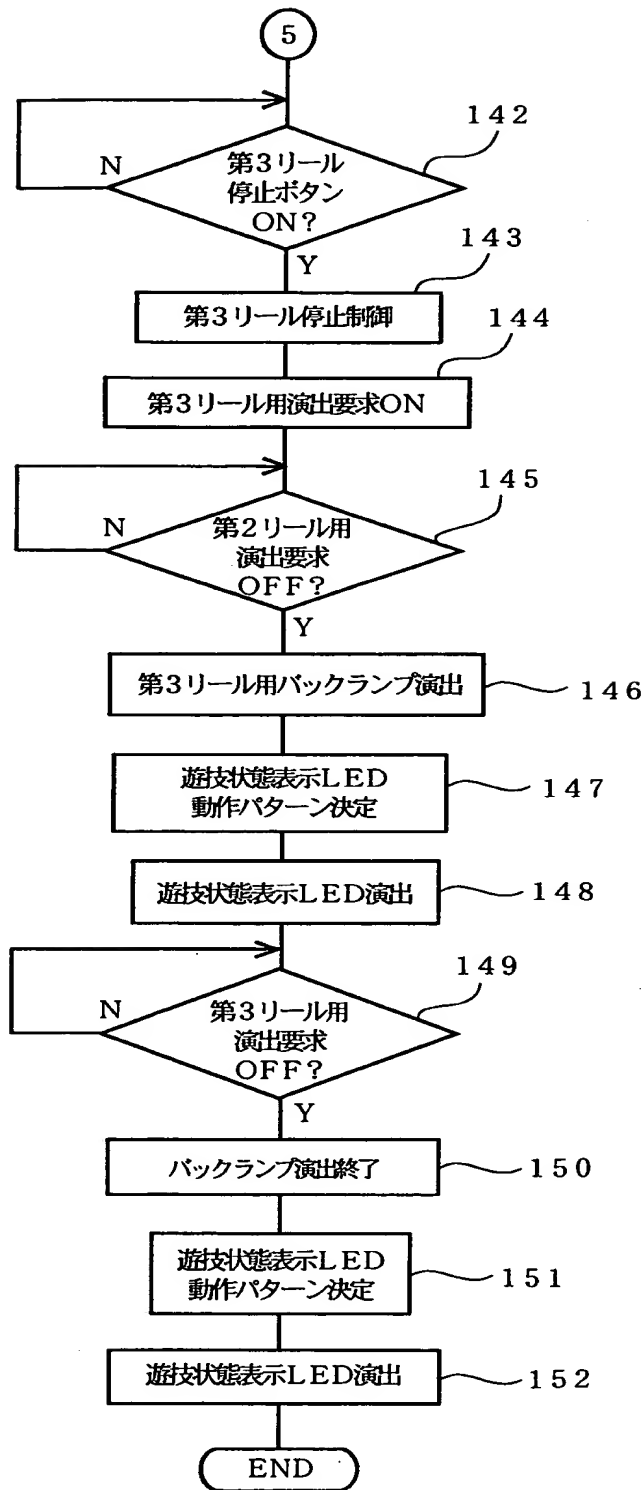 5
142
第3リール
停止ボタン
ON?
N
Y
143
第3リール停止制御
144
第3リール用演出要求ON
145
第2リール用
演出要求
OFF?
N
Y
第3リール用バックランプ演出
146
遊技状態表示LED
動作パターン決定
147
遊技状態表示LED演出
148
149
第3リール用
演出要求
OFF?
N
Y
バックランプ演出終了
150
遊技状態表示LED
動作パターン決定
151
遊技状態表示LED演出
152
END